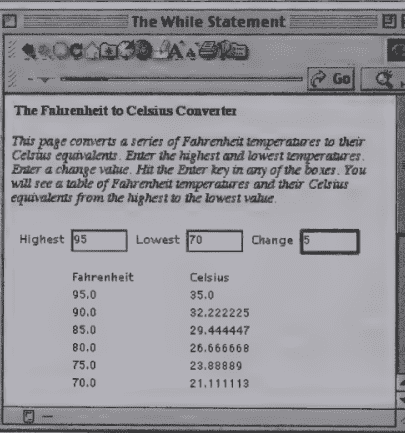 The While Statement
Go
The Fahrenheit to Celsius Converter
This page converts a series of Fahrenheit temperatures to their
Celsius equivalents. Enter the highest and lowest temperatures.
Enter a change value. Hit the Enter key in any of the boxes. You
will see a table of Fahrenheit temperatures and their Celsius
equivalents from the highest to the lowest value.
Highest 95 Lowest 70 Change 5
Fahrenheit Celsius
95.0 35.0
90.0 32.222225
85.0 29.444447
80.0 26.666668
75.0 23.88889
70.0 21.111113